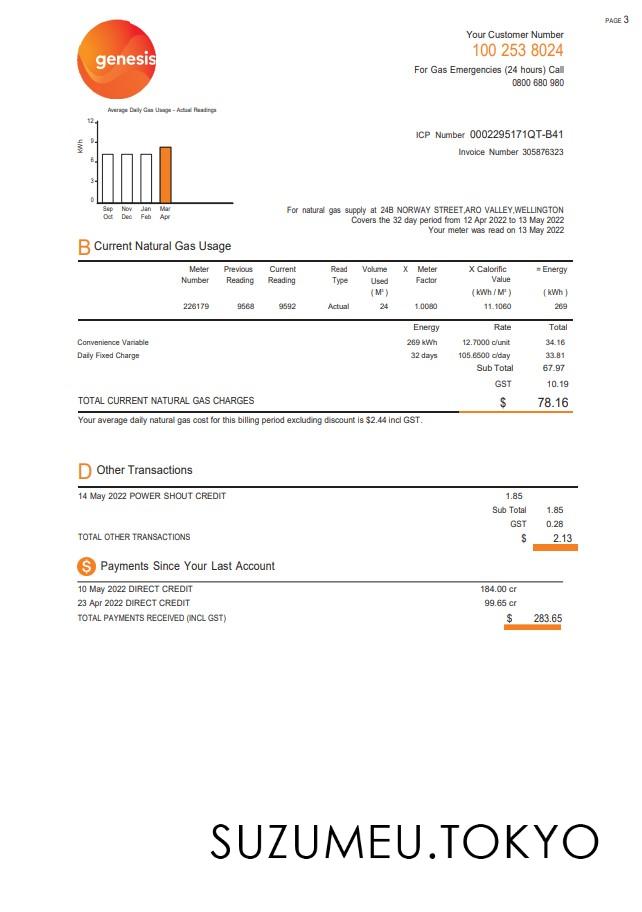 PAGE 3
genesis
Your Customer Number
100 253 8024
For Gas Emergencies (24 hours) Call
0800 680 980
Average Daily Gas Usage - Actual Readings
kWh
12
9
6
3
0
Sep Nov Jan Mar
Oct Dec Feb Apr
ICP Number 0002295171QT-B41
Invoice Number 305876323
For natural gas supply at 24B NORWAY STREET,ARO VALLEY,WELLINGTON
Covers the 32 day period from 12 Apr 2022 to 13 May 2022
Your meter was read on 13 May 2022
B Current Natural Gas Usage
Meter Previous Current Read Volume X Meter X Calorific = Energy
Number Reading Reading Type Used Factor Value
( M³ ) ( kWh / M³ ) ( kWh )
226179 9568 9592 Actual 24 1.0080 11.1060 269
Energy Rate Total
Convenience Variable 269 kWh 12.7000 c/unit 34.16
Daily Fixed Charge 32 days 105.6500 c/day 33.81
Sub Total 67.97
GST 10.19
TOTAL CURRENT NATURAL GAS CHARGES $ 78.16
Your average daily natural gas cost for this billing period excluding discount is $2.44 incl GST.
D Other Transactions
14 May 2022 POWER SHOUT CREDIT 1.85
Sub Total 1.85
GST 0.28
TOTAL OTHER TRANSACTIONS $ 2.13
$ Payments Since Your Last Account
10 May 2022 DIRECT CREDIT 184.00 cr
23 Apr 2022 DIRECT CREDIT 99.65 cr
TOTAL PAYMENTS RECEIVED (INCL GST) $ 283.65
SUZUMEU.TOKYO